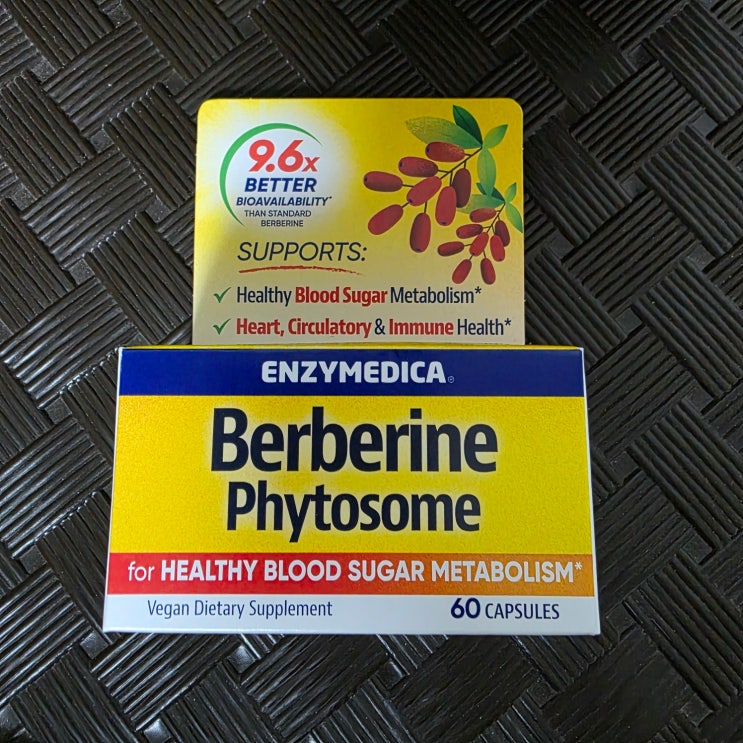 9.6x
BETTER
BIOAVAILABILITY*
THAN STANDARD
BERBERINE
SUPPORTS:
✓ Healthy Blood Sugar Metabolism*
✓ Heart, Circulatory & Immune Health*
ENZYMEDICA®
Berberine
Phytosome
for HEALTHY BLOOD SUGAR METABOLISM*
Vegan Dietary Supplement
60 CAPSULES